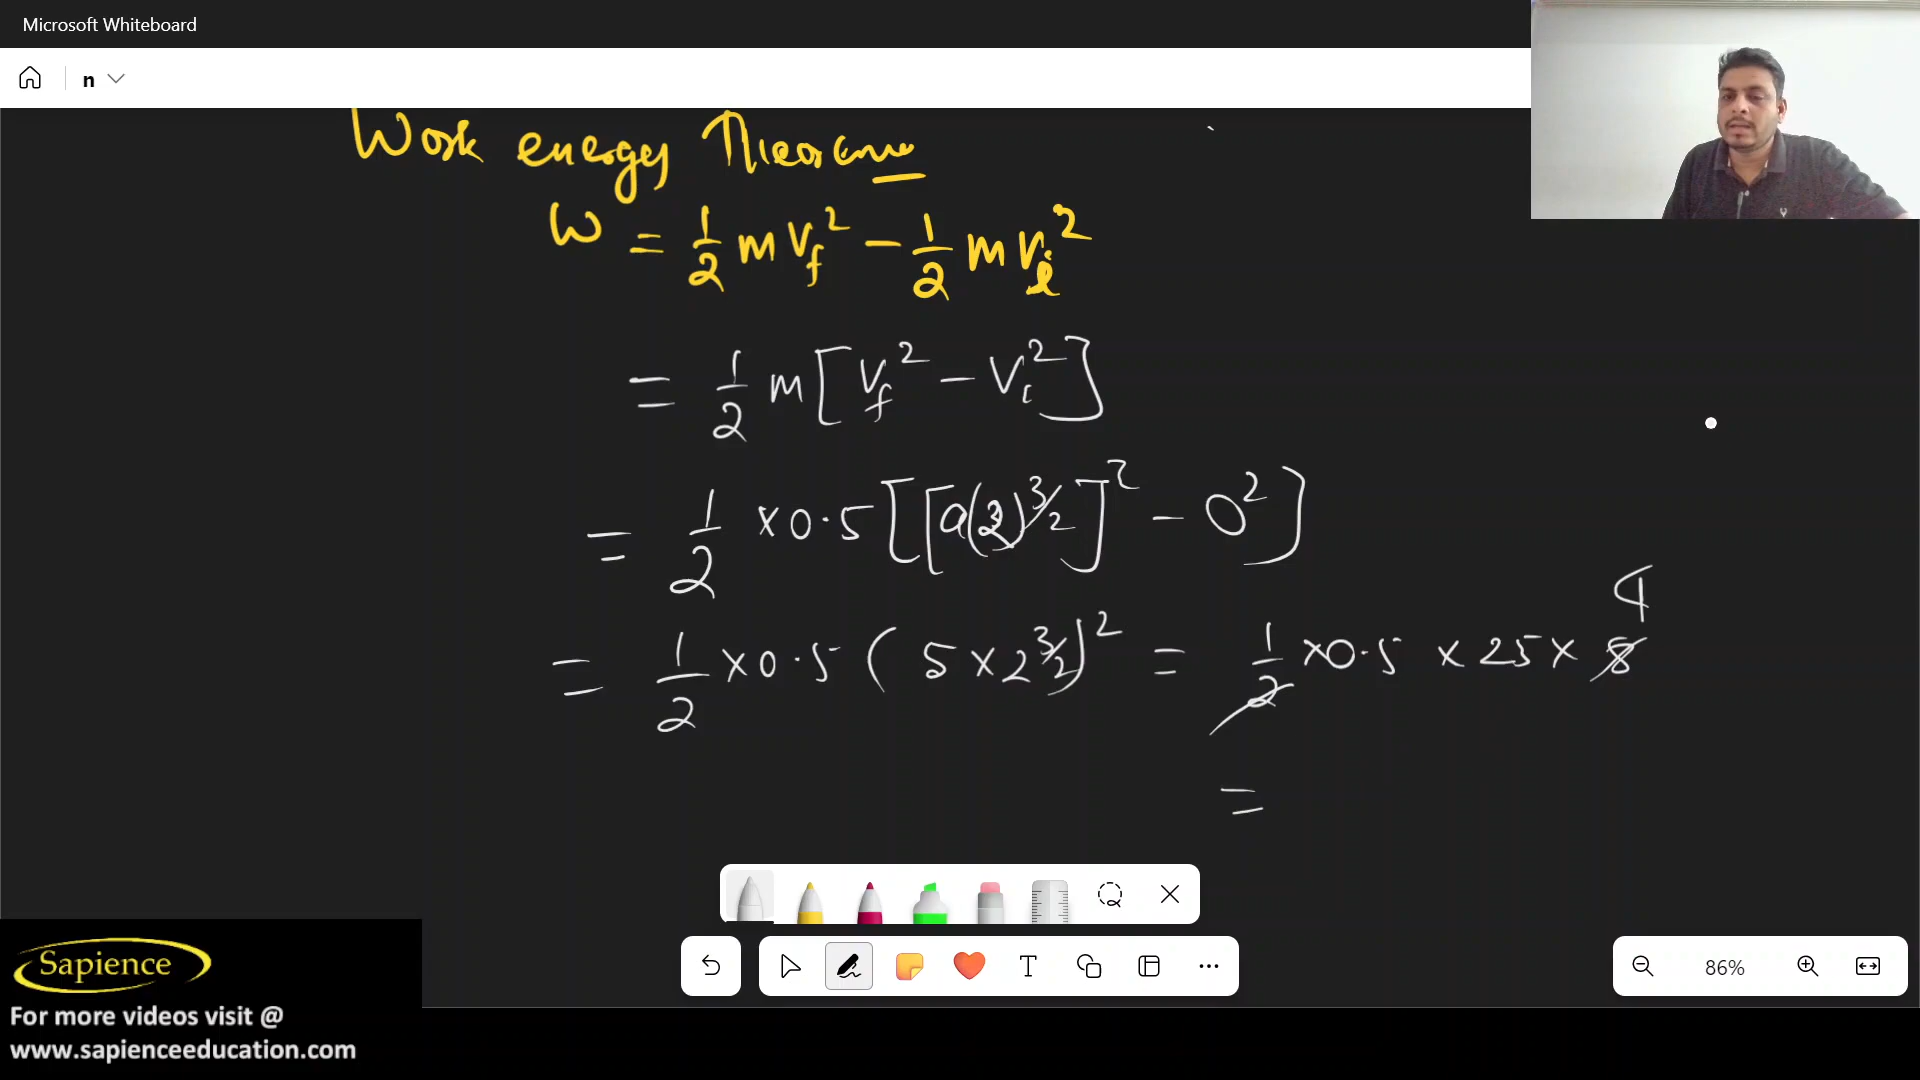 Microsoft Whiteboard
n
Work energy Theorem
W = 1/2 m Vf² - 1/2 m Vi²
= 1/2 m [Vf² - Vi²]
= 1/2 × 0.5 [[a(2)^3/2]² - 0²]
= 1/2 × 0.5 (5 × 2^3/2)² = 1/2 × 0.5 × 25 × 8
4
=
T
86%
Sapience
For more videos visit @
www.sapienceeducation.com